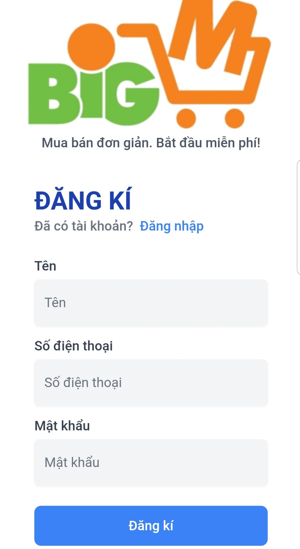 BiG M
Mua bán đơn giản. Bắt đầu miễn phí!
ĐĂNG KÍ
Đã có tài khoản? Đăng nhập
Tên
Tên
Số điện thoại
Số điện thoại
Mật khẩu
Mật khẩu
Đăng kí